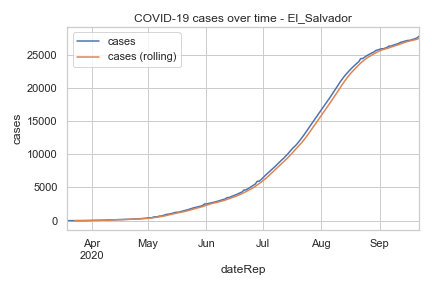 COVID-19 cases over time - El_Salvador
cases
cases (rolling)
cases
25000
20000
15000
10000
5000
0
Apr May Jun Jul Aug Sep
2020
dateRep